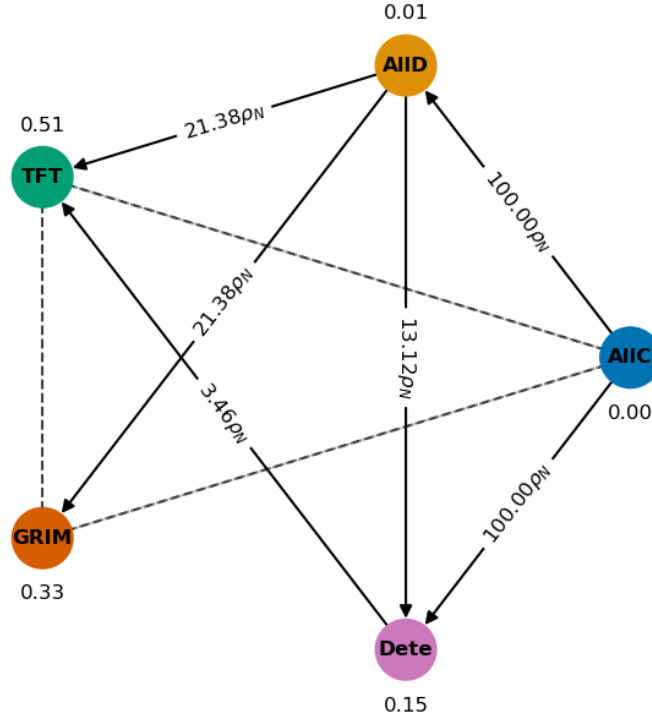 0.01
AllD
21.38ρN
0.51
TFT
100.00ρN
21.38ρN
13.12ρN
AllC
0.00
3.46ρN
100.00ρN
GRIM
0.33
Dete
0.15